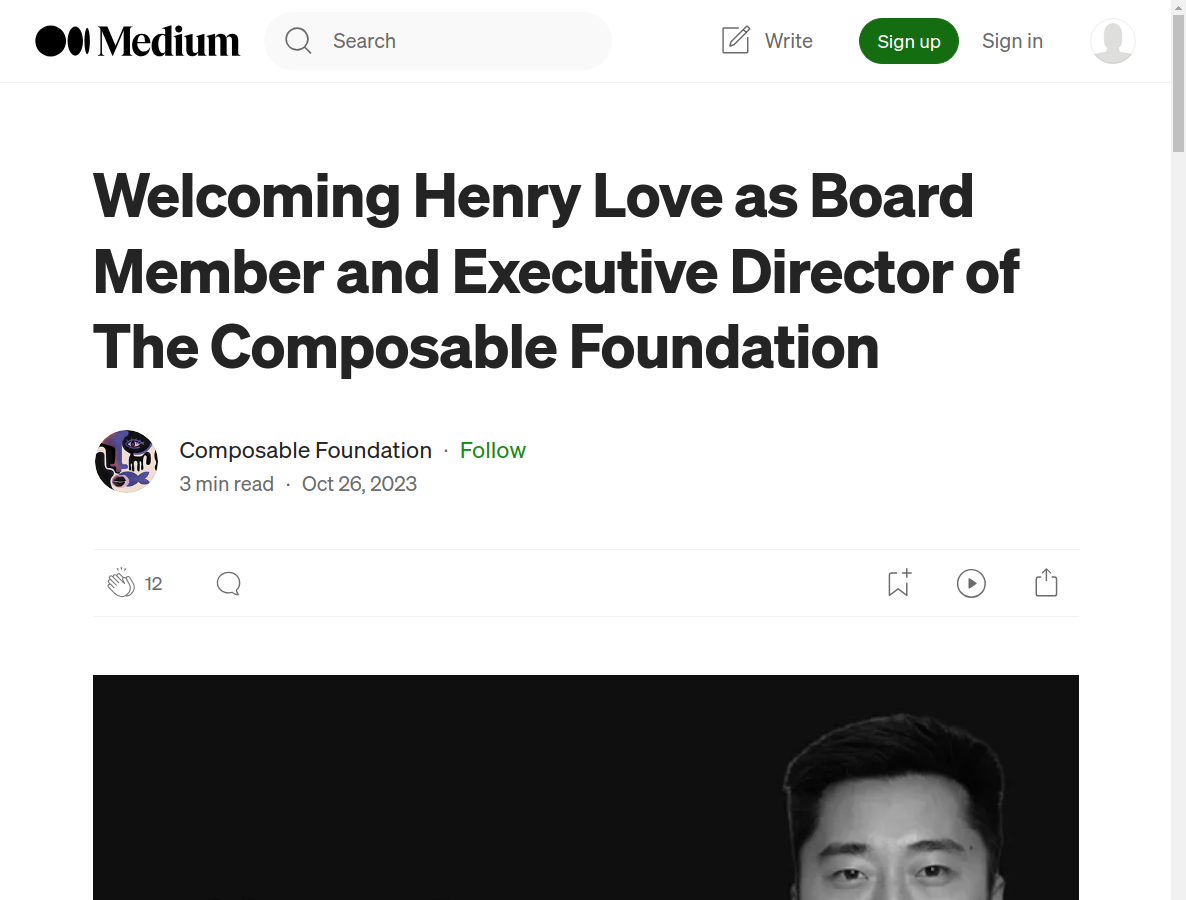 Medium
Search
Write
Sign up
Sign in
Welcoming Henry Love as Board
Member and Executive Director of
The Composable Foundation
Composable Foundation · Follow
3 min read · Oct 26, 2023
12